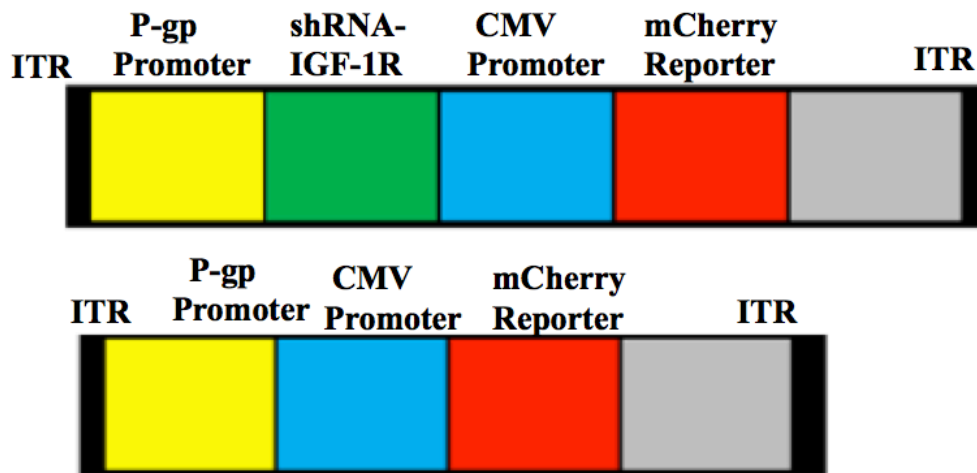 ITR
P-gp
Promoter
shRNA-
IGF-1R
CMV
Promoter
mCherry
Reporter
ITR
ITR
P-gp
Promoter
CMV
Promoter
mCherry
Reporter
ITR